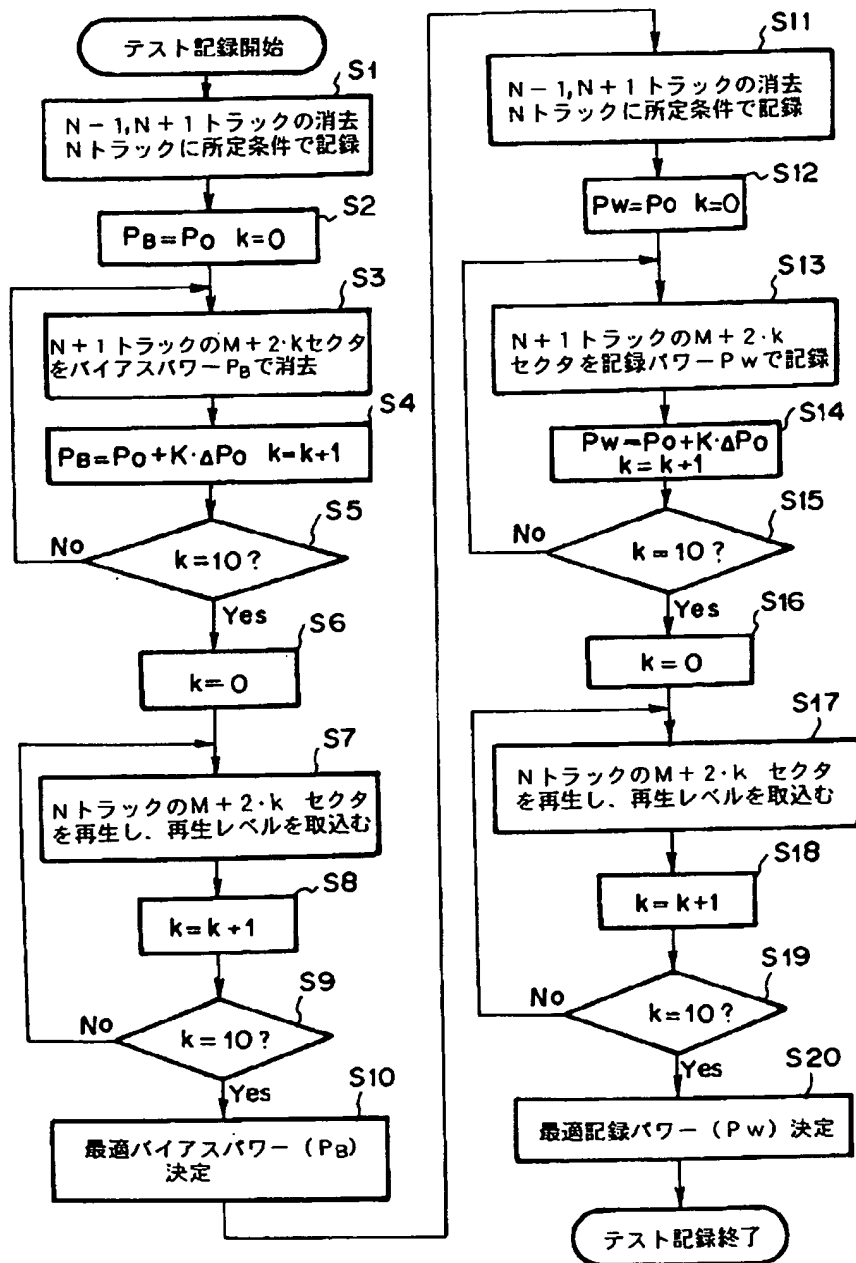 テスト記録開始
S1
N-1,N+1トラックの消去
Nトラックに所定条件で記録
S2
PB=PO k=0
S3
N+1トラックのM+2·kセクタ
をバイアスパワーPBで消去
S4
PB=PO+K·ΔPO k=k+1
S5
No
k=10?
Yes
S6
k=0
S7
NトラックのM+2·k セクタ
を再生し、再生レベルを取込む
S8
k=k+1
S9
No
k=10?
Yes
S10
最適バイアスパワー(PB)
決定
S11
N-1,N+1トラックの消去
Nトラックに所定条件で記録
S12
PW=PO k=0
S13
N+1トラックのM+2·k
セクタを記録パワーPWで記録
S14
PW=PO+K·ΔPO
k=k+1
S15
No
k=10?
Yes
S16
k=0
S17
NトラックのM+2·k セクタ
を再生し、再生レベルを取込む
S18
k=k+1
S19
No
k=10?
Yes
S20
最適記録パワー(PW)決定
テスト記録終了